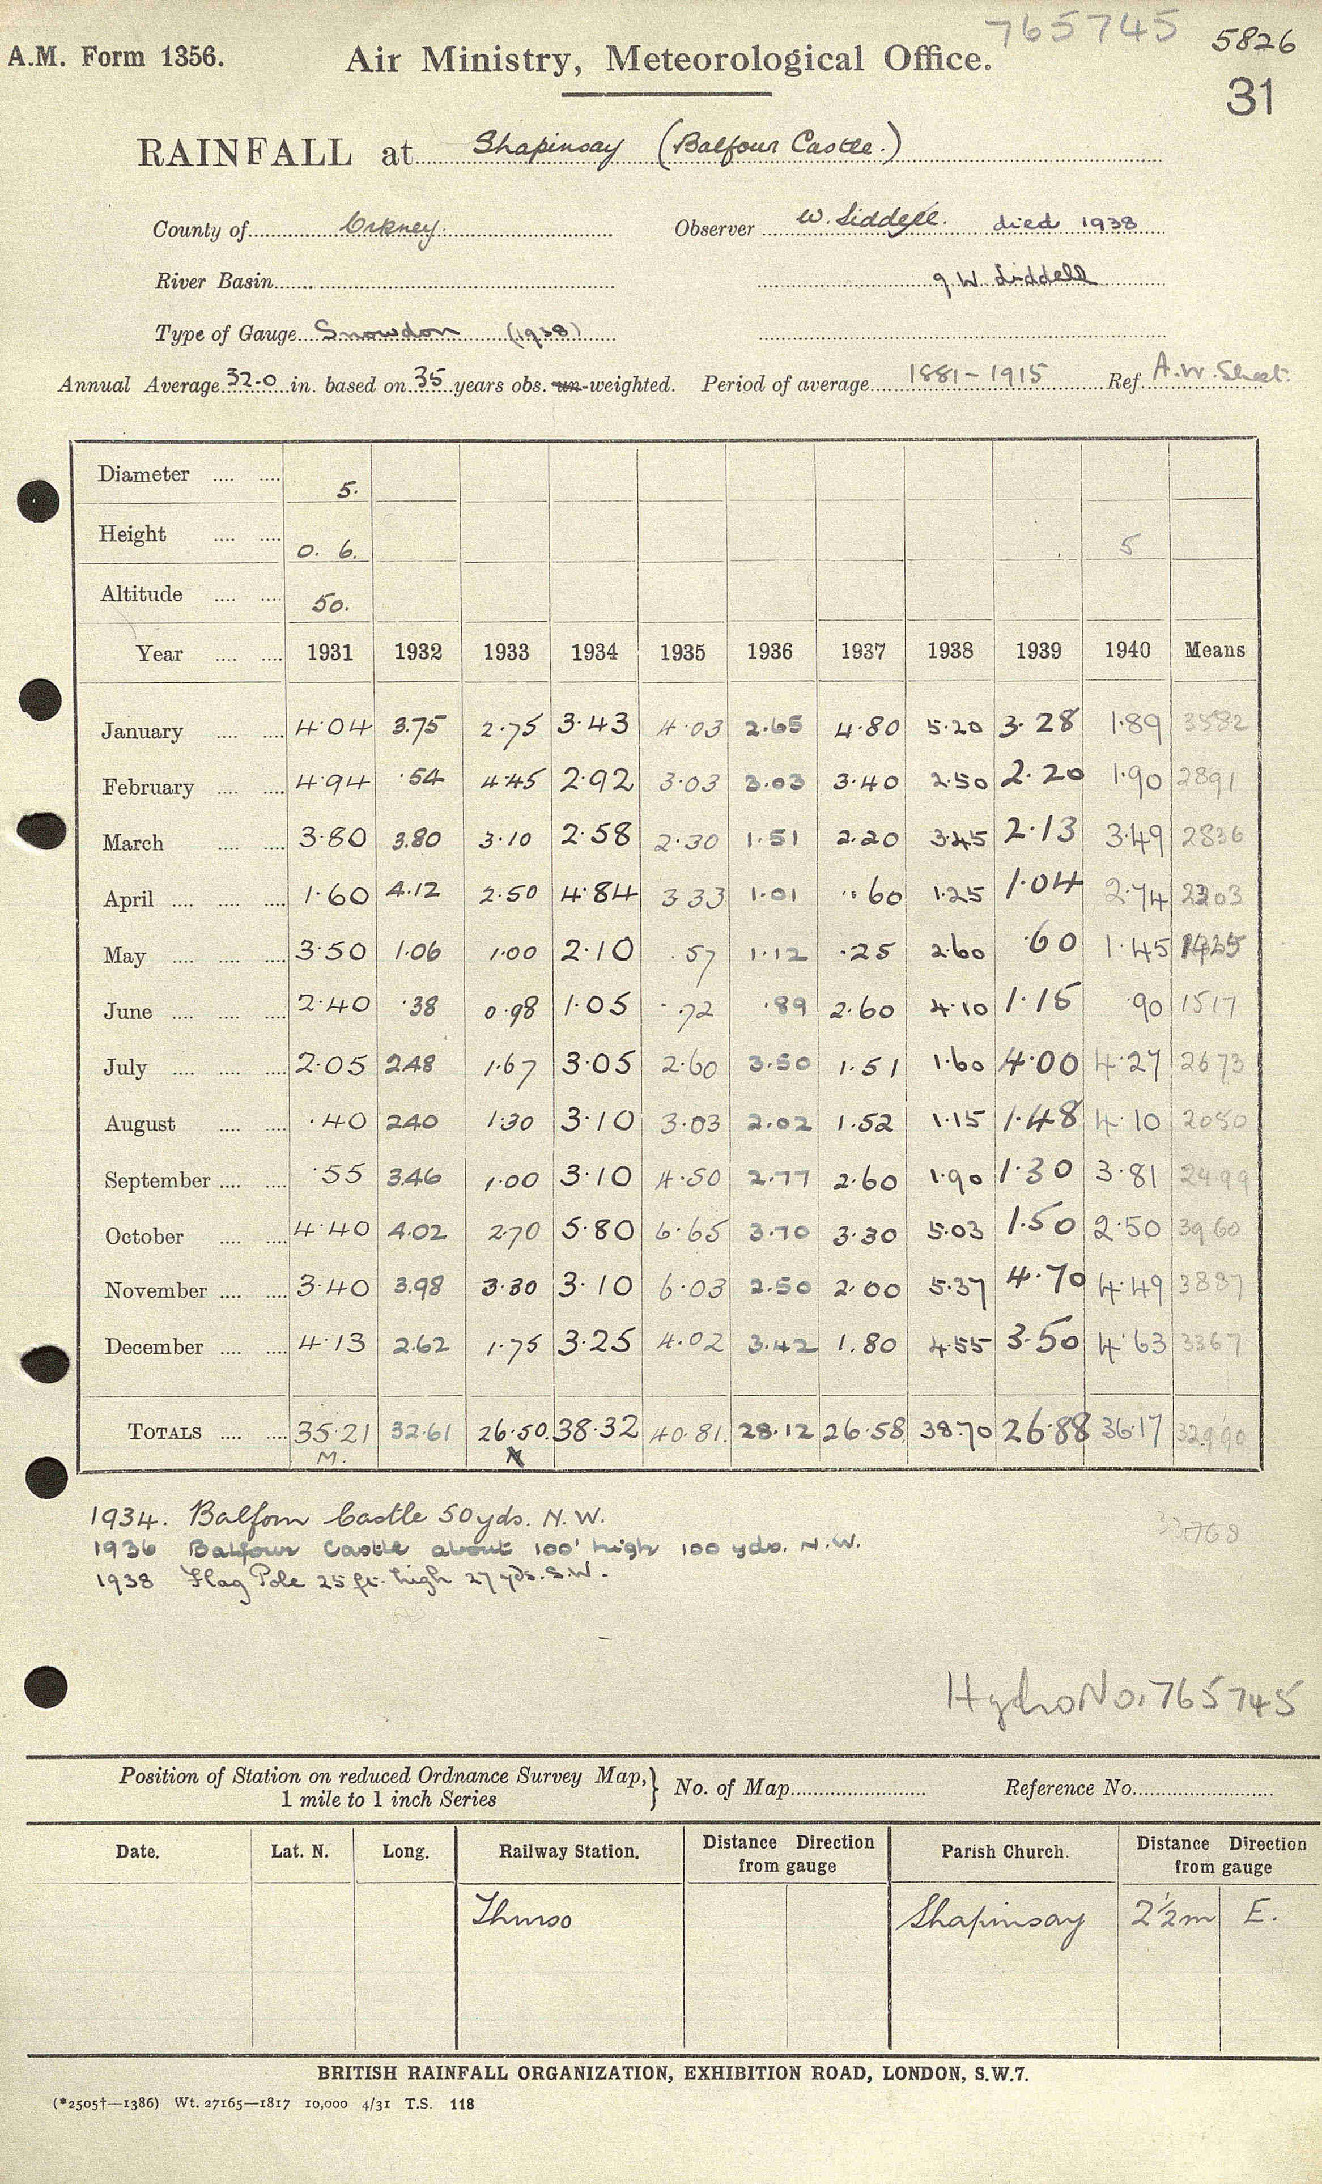 765745 5826
A.M. Form 1356. Air Ministry, Meteorological Office.
31
RAINFALL at Shapinsay (Balfour Castle.)
County of Orkney Observer W. Liddell. died 1938
River Basin W. Liddell
Type of Gauge Snowdon (1938)
Annual Average 32.0 in. based on 35 years obs. un-weighted. Period of average 1881-1915 Ref. A.W. Sheet.
Diameter .... .... 5.
Height .... .... 0. 6. 5
Altitude .... .... 50.
Year .... .... 1931 1932 1933 1934 1935 1936 1937 1938 1939 1940 Means
January .... .... 4.04 3.75 2.75 3.43 4.03 2.65 4.80 5.20 3.28 1.89 3582
February .... .... 4.94 .54 4.45 2.92 3.03 3.03 3.40 2.50 2.20 1.90 2891
March .... .... 3.80 3.80 3.10 2.58 2.30 1.51 2.20 3.45 2.13 3.49 2836
April .... .... .... 1.60 4.12 2.50 4.84 3.33 1.01 .60 1.25 1.04 2.74 2303
May .... .... .... 3.50 1.06 1.00 2.10 .57 1.12 .25 2.60 .60 1.45 1425
June .... .... .... 2.40 .38 0.98 1.05 .72 .89 2.60 4.10 1.15 .90 1517
July .... .... .... 2.05 2.48 1.67 3.05 2.60 3.50 1.51 1.60 4.00 4.27 2673
August .... .... .40 2.40 1.30 3.10 3.03 2.02 1.52 1.15 1.48 4.10 2050
September .... .... .55 3.46 1.00 3.10 4.50 2.77 2.60 1.90 1.30 3.81 2499
October .... .... 4.40 4.02 2.70 5.80 6.65 3.70 3.30 5.03 1.50 2.50 3960
November .... .... 3.40 3.98 3.30 3.10 6.03 2.50 2.00 5.37 4.70 4.49 3887
December .... .... 4.13 2.62 1.75 3.25 4.02 3.42 1.80 4.55 3.50 4.63 3367
TOTALS .... .... 35.21 32.61 26.50 38.32 40.81 28.12 26.58 38.70 26.88 36.17 32.990
M.
1934. Balfour Castle 50 yds. N.W.
1936 Balfour Castle about 100' high 100 yds. N.W.
1938 Flag Pole 25 ft. high 27 yds. S.W.
Hydro No. 765745
Position of Station on reduced Ordnance Survey Map, } No. of Map Reference No.
1 mile to 1 inch Series
Date. Lat. N. Long. Railway Station. Distance Direction from gauge Parish Church. Distance Direction from gauge
Thurso Shapinsay 2½m E.
BRITISH RAINFALL ORGANIZATION, EXHIBITION ROAD, LONDON, S.W.7.
(*2505†—1386) Wt. 27165—1817 10,000 4/31 T.S. 118